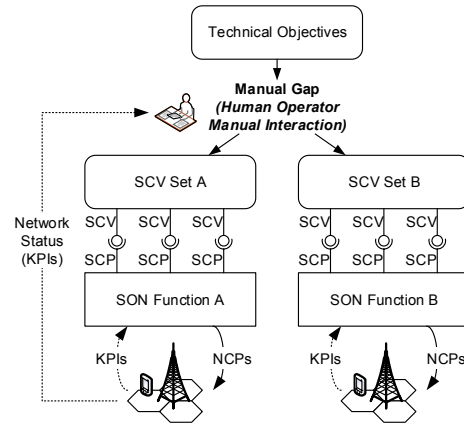 Technical Objectives
Manual Gap
(Human Operator
Manual Interaction)
SCV Set A
SCV Set B
SCV SCV SCV
SCV SCV SCV
SCP SCP SCP
SCP SCP SCP
Network
Status
(KPIs)
SON Function A
SON Function B
KPIs
NCPs
KPIs
NCPs